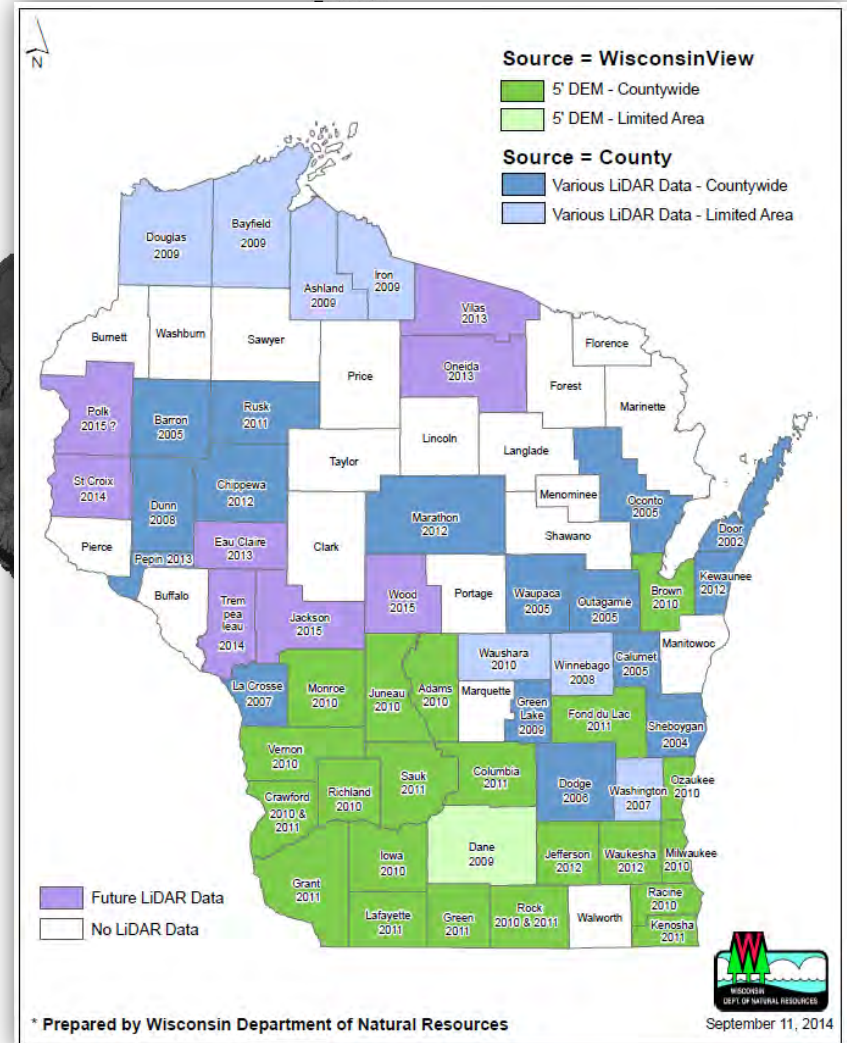 N
Source = WisconsinView
5' DEM - Countywide
5' DEM - Limited Area
Source = County
Various LiDAR Data - Countywide
Various LiDAR Data - Limited Area
Douglas
2009
Bayfield
2009
Ashland
2009
Iron
2009
Vilas
2013
Burnett
Washburn
Sawyer
Price
Oneida
2013
Florence
Forest
Marinette
Polk
2015 ?
Barron
2005
Rusk
2011
Taylor
Lincoln
Langlade
St Croix
2014
Dunn
2008
Chippewa
2012
Marathon
2012
Menominee
Oconto
2005
Door
2002
Pierce
Pepin 2013
Eau Claire
2013
Clark
Shawano
Buffalo
Trem
pea
leau
2014
Jackson
2015
Wood
2015
Portage
Waupaca
2005
Outagamie
2005
Brown
2010
Kewaunee
2012
La Crosse
2007
Monroe
2010
Juneau
2010
Adams
2010
Waushara
2010
Winnebago
2008
Calumet
2005
Manitowoc
Marquette
Green
Lake
2009
Fond du Lac
2011
Sheboygan
2004
Vernon
2010
Crawford
2010 &
2011
Richland
2010
Sauk
2011
Columbia
2011
Dodge
2006
Washington
2007
Ozaukee
2010
Grant
2011
Iowa
2010
Dane
2009
Jefferson
2012
Waukesha
2012
Milwaukee
2010
Lafayette
2011
Green
2011
Rock
2010 & 2011
Walworth
Racine
2010
Kenosha
2011
Future LiDAR Data
No LiDAR Data
W
WISCONSIN
DEPT. OF NATURAL RESOURCES
* Prepared by Wisconsin Department of Natural Resources
September 11, 2014